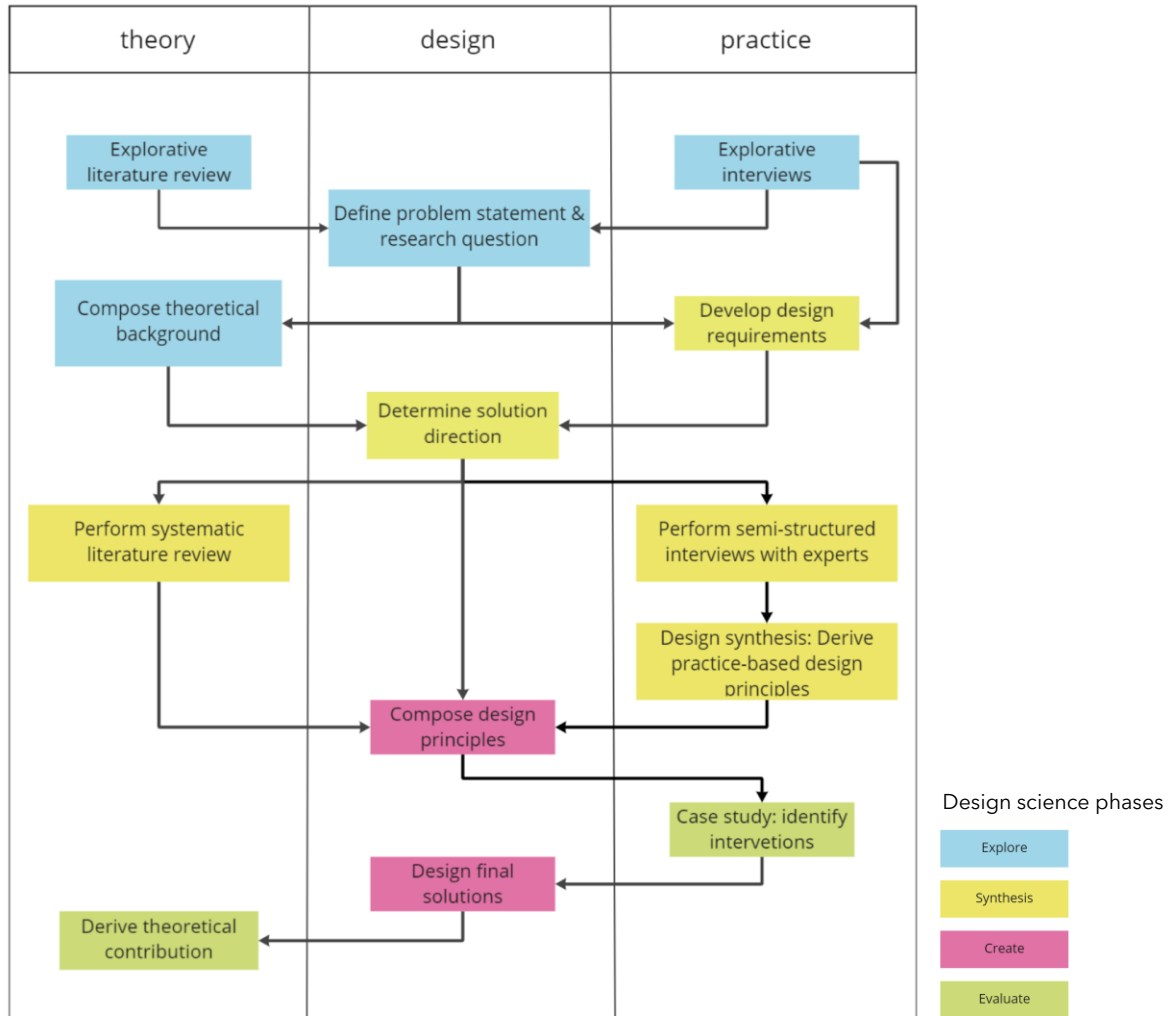 theory
design
practice
Explorative
literature review
Explorative
interviews
Define problem statement &
research question
Compose theoretical
background
Develop design
requirements
Determine solution
direction
Perform systematic
literature review
Perform semi-structured
interviews with experts
Design synthesis: Derive
practice-based design
principles
Compose design
principles
Case study: identify
intervetions
Design final
solutions
Derive theoretical
contribution
Design science phases
Explore
Synthesis
Create
Evaluate